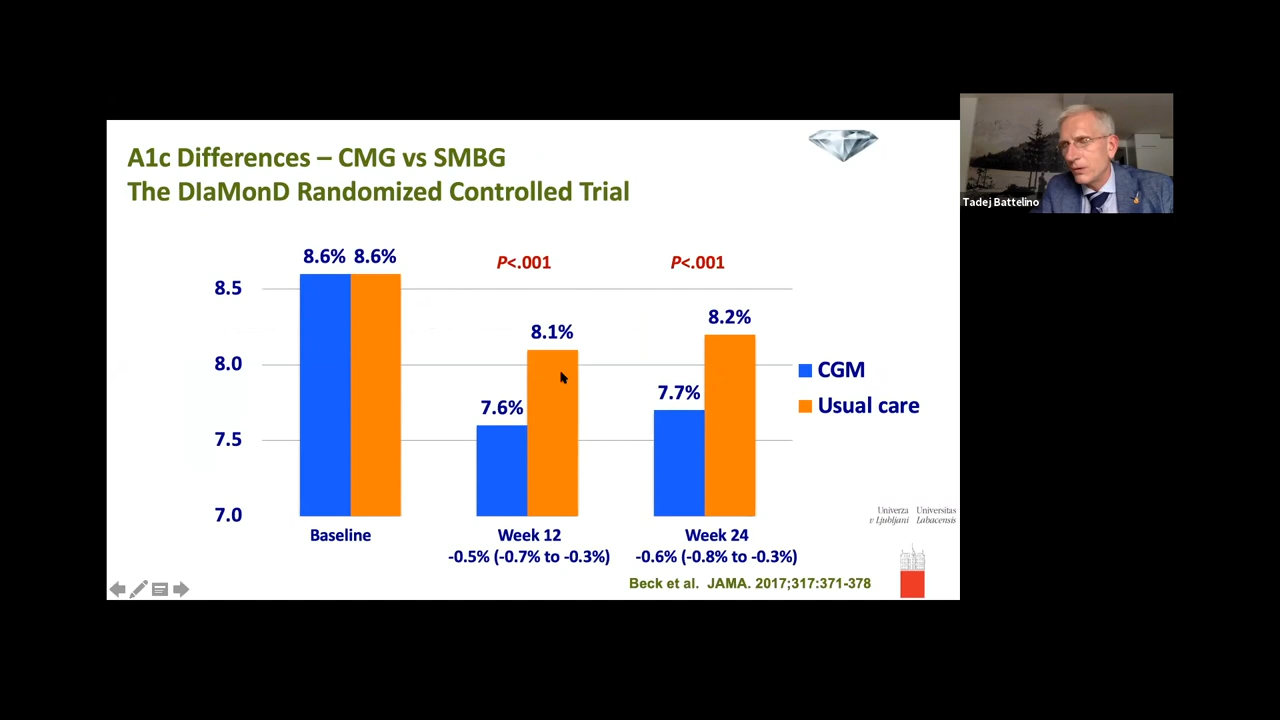 A1c Differences – CMG vs SMBG
The DIaMonD Randomized Controlled Trial
8.6% 8.6%
P<.001
P<.001
8.5
8.2%
8.1%
8.0
CGM
7.7%
7.6%
Usual care
7.5
7.0
Baseline
Week 12
Week 24
-0.5% (-0.7% to -0.3%)
-0.6% (-0.8% to -0.3%)
Beck et al. JAMA. 2017;317:371-378
Univerza
v Ljubljani
Universitas
Labacensis
Tadej Battelino